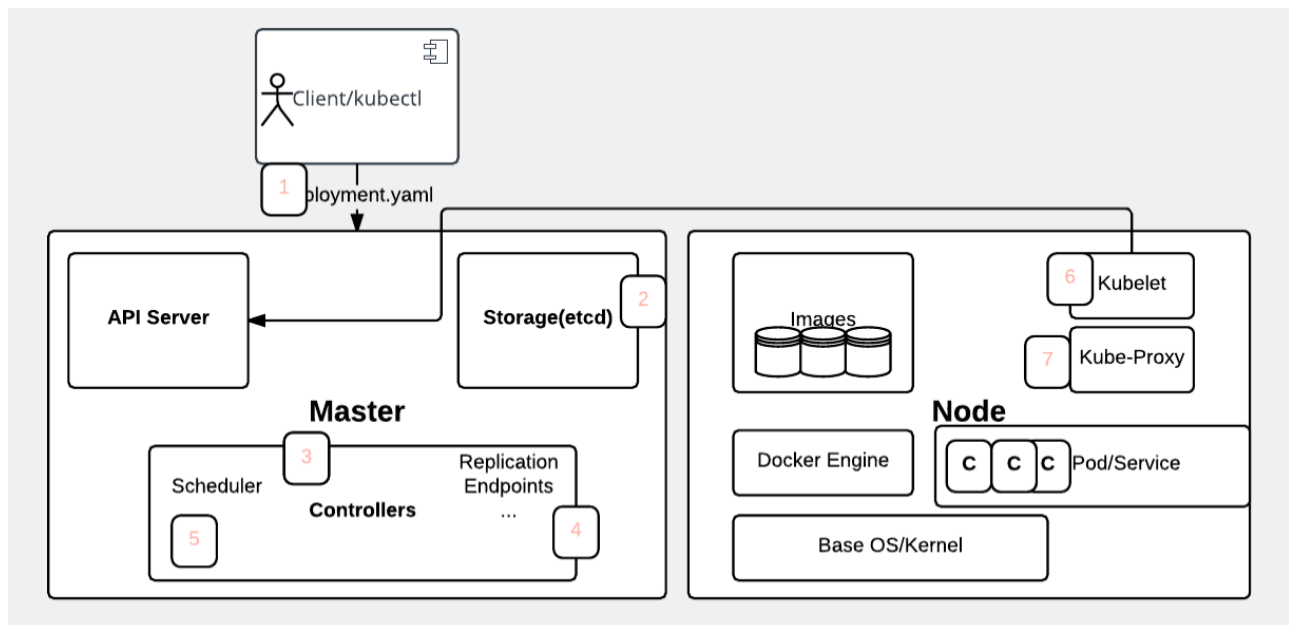 Client/kubectl
1
ployment.yaml
API Server
Storage(etcd)
2
Master
3
Scheduler
Replication
Endpoints
...
Controllers
5
4
Images
6
Kubelet
7
Kube-Proxy
Node
Docker Engine
C
C
C
Pod/Service
Base OS/Kernel